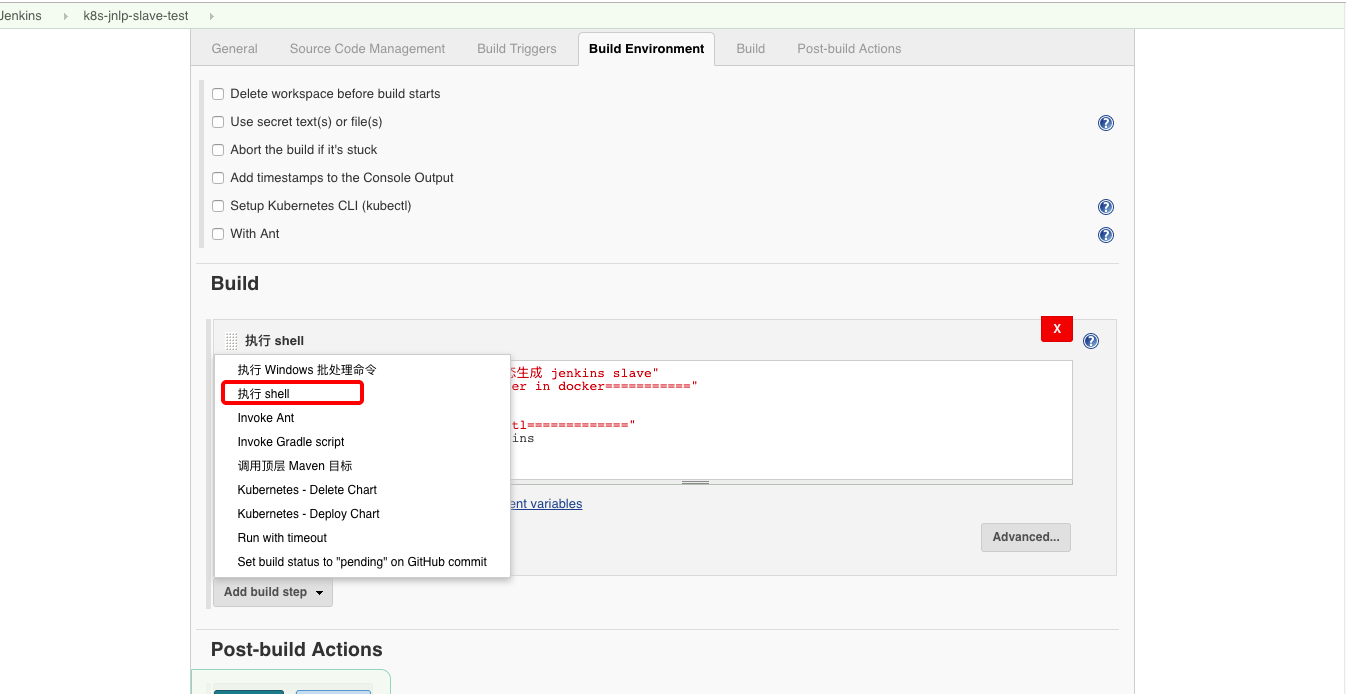 Jenkins
k8s-jnlp-slave-test
General
Source Code Management
Build Triggers
Build Environment
Build
Post-build Actions
Delete workspace before build starts
Use secret text(s) or file(s)
?
Abort the build if it's stuck
Add timestamps to the Console Output
Setup Kubernetes CLI (kubectl)
?
With Ant
?
Build
执行 shell
X
?
执行 Windows 批处理命令
执行 shell
Invoke Ant
Invoke Gradle script
调用顶层 Maven 目标
Kubernetes - Delete Chart
Kubernetes - Deploy Chart
Run with timeout
Set build status to "pending" on GitHub commit
生成 jenkins slave"
er in docker==========="
tl============="
ins
ent variables
Advanced...
Add build step
Post-build Actions